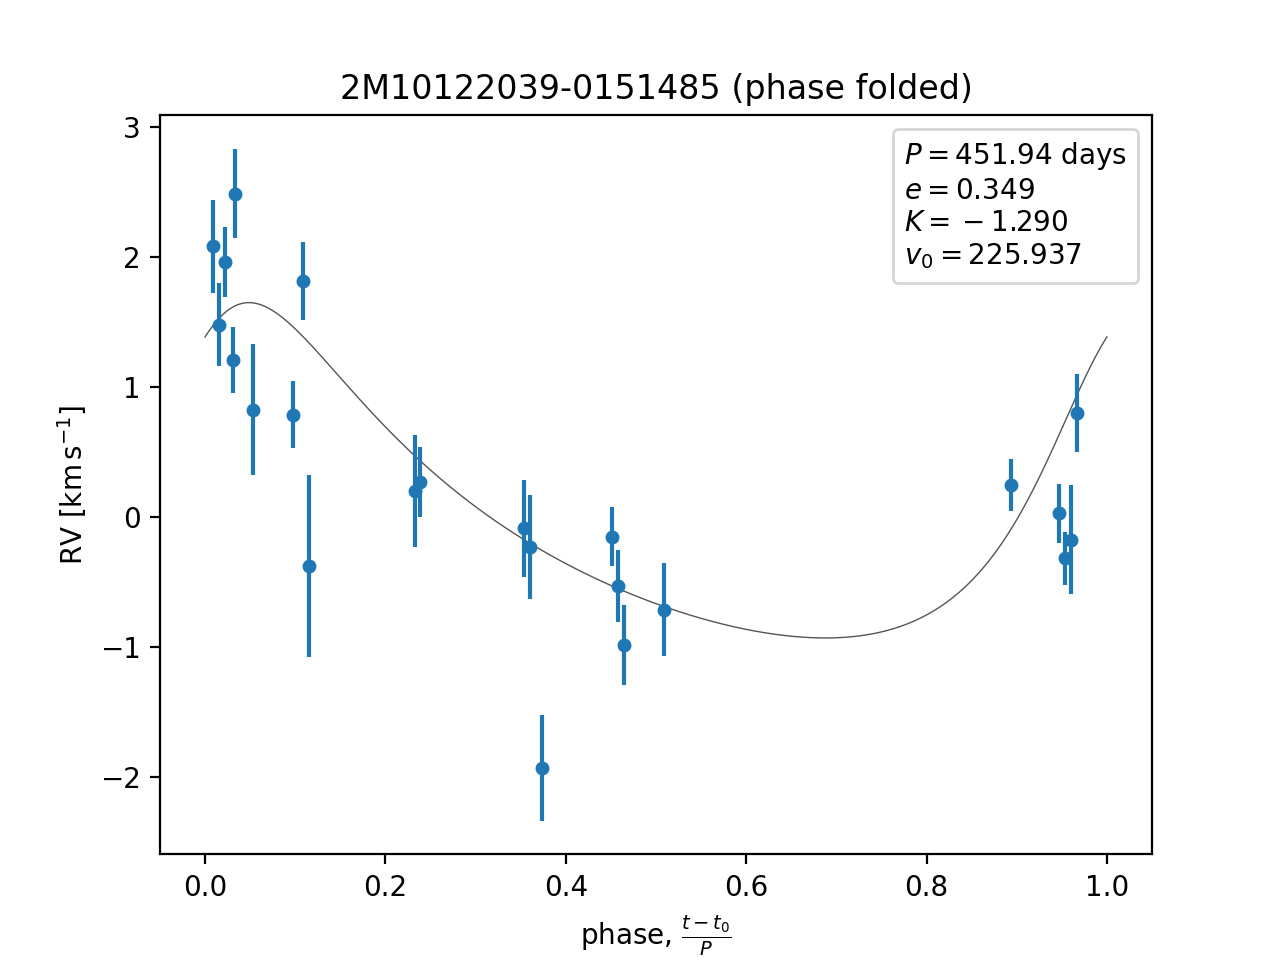 2M10122039-0151485 (phase folded)
P = 451.94 days
e = 0.349
K = −1.290
v₀ = 225.937
3
2
1
0
−1
−2
RV [km s⁻¹]
0.0 0.2 0.4 0.6 0.8 1.0
phase, (t − t₀)/P